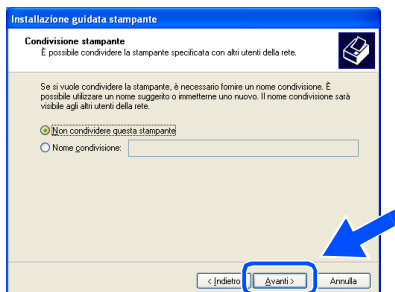 Installazione guidata stampante
Condivisione stampante
È possibile condividere la stampante specificata con altri utenti della rete.
Se si vuole condividere la stampante, è necessario fornire un nome condivisione. È
possibile utilizzare un nome suggerito o immetterne uno nuovo. Il nome condivisione sarà
visibile agli altri utenti della rete.
Non condividere questa stampante
Nome condivisione:
< Indietro Avanti > Annulla